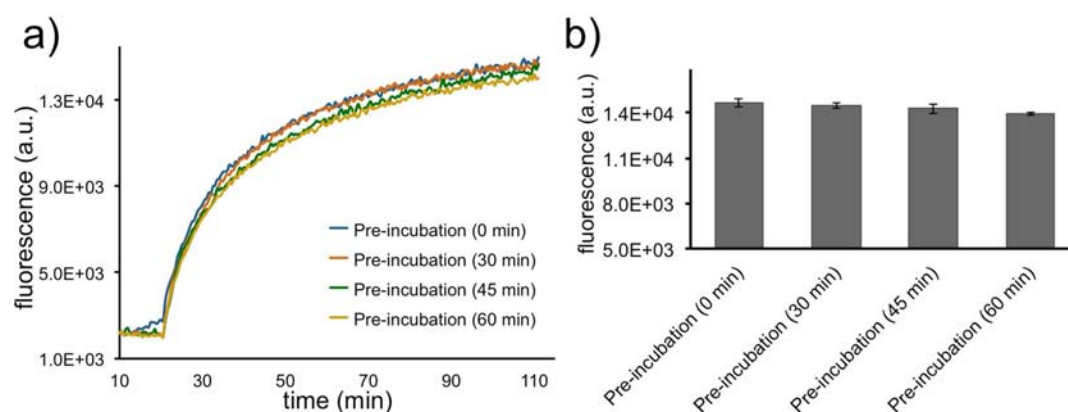 a)
fluorescence (a.u.)
1.3E+04
9.0E+03
5.0E+03
1.0E+03
10 30 50 70 90 110
time (min)
Pre-incubation (0 min)
Pre-incubation (30 min)
Pre-incubation (45 min)
Pre-incubation (60 min)
b)
fluorescence (a.u.)
1.4E+04
1.1E+04
8.0E+03
5.0E+03
Pre-incubation (0 min)
Pre-incubation (30 min)
Pre-incubation (45 min)
Pre-incubation (60 min)